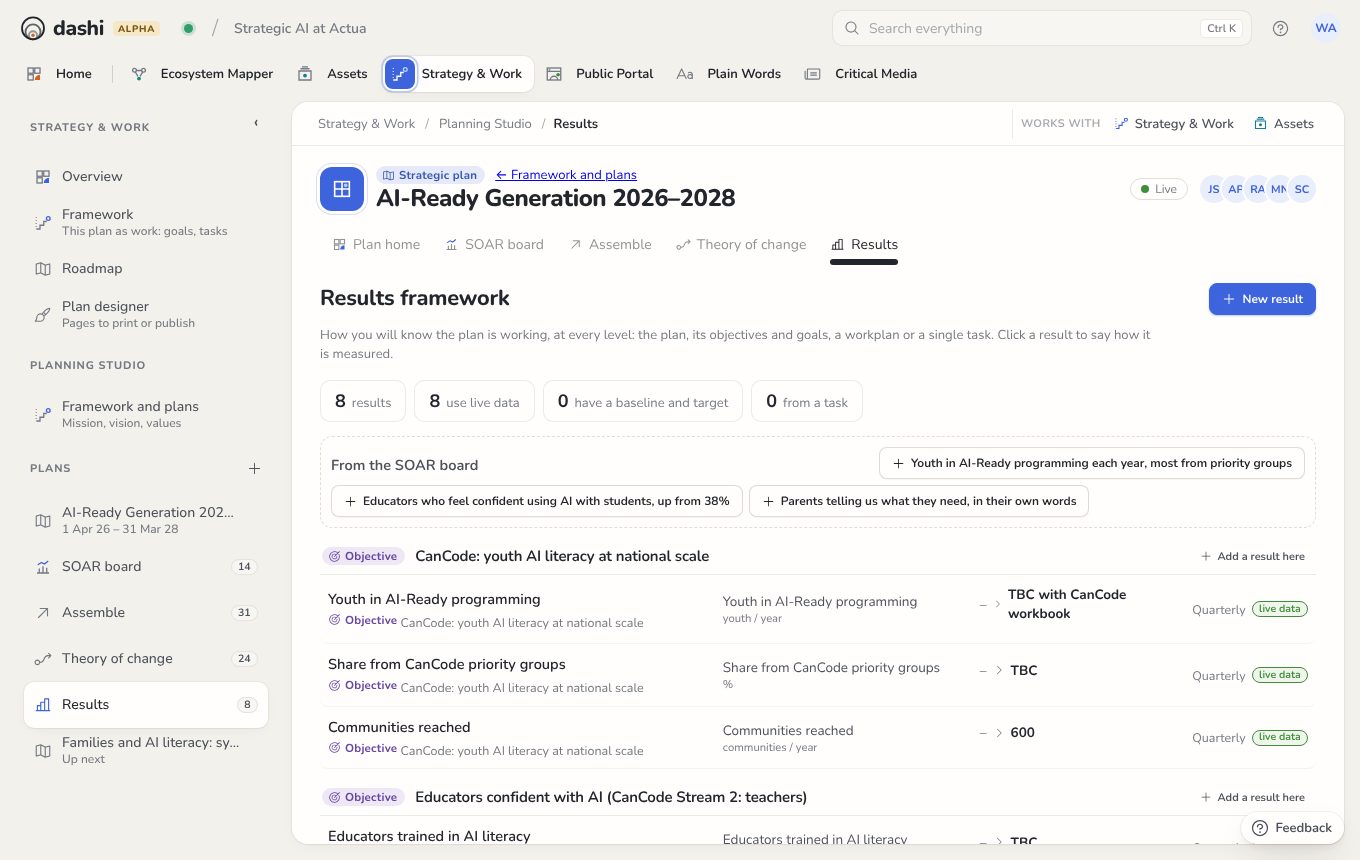 dashi ALPHA / Strategic AI at Actua
Search everything Ctrl K
WA
Home
Ecosystem Mapper
Assets
Strategy & Work
Public Portal
Aa Plain Words
Critical Media
STRATEGY & WORK
Overview
Framework
This plan as work: goals, tasks
Roadmap
Plan designer
Pages to print or publish
PLANNING STUDIO
Framework and plans
Mission, vision, values
PLANS
AI-Ready Generation 202...
1 Apr 26 – 31 Mar 28
SOAR board 14
Assemble 31
Theory of change 24
Results 8
Families and AI literacy: sy...
Up next
Strategy & Work / Planning Studio / Results
WORKS WITH Strategy & Work Assets
Strategic plan ← Framework and plans
AI-Ready Generation 2026–2028
Live
JS AF RA MN SC
Plan home
SOAR board
Assemble
Theory of change
Results
Results framework
+ New result
How you will know the plan is working, at every level: the plan, its objectives and goals, a workplan or a single task. Click a result to say how it
is measured.
8 results
8 use live data
0 have a baseline and target
0 from a task
From the SOAR board
+ Youth in AI-Ready programming each year, most from priority groups
+ Educators who feel confident using AI with students, up from 38%
+ Parents telling us what they need, in their own words
Objective CanCode: youth AI literacy at national scale
+ Add a result here
Youth in AI-Ready programming
Objective CanCode: youth AI literacy at national scale
Youth in AI-Ready programming
youth / year
– > TBC with CanCode
workbook
Quarterly live data
Share from CanCode priority groups
Objective CanCode: youth AI literacy at national scale
Share from CanCode priority groups
%
– > TBC
Quarterly live data
Communities reached
Objective CanCode: youth AI literacy at national scale
Communities reached
communities / year
– > 600
Quarterly live data
Objective Educators confident with AI (CanCode Stream 2: teachers)
+ Add a result here
Educators trained in AI literacy
Educators trained in AI literacy
– > TBC
Feedback